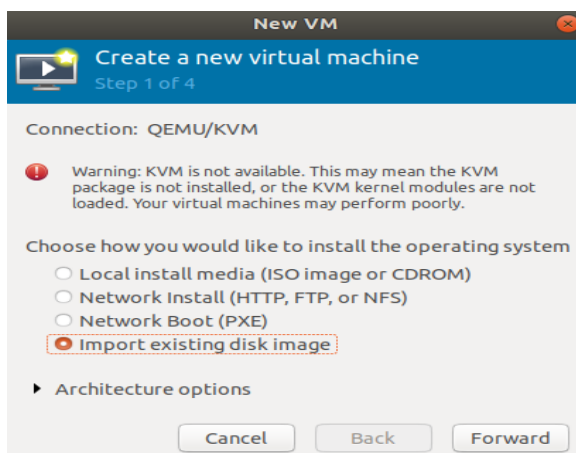 New VM
Create a new virtual machine
Step 1 of 4
Connection: QEMU/KVM
Warning: KVM is not available. This may mean the KVM
package is not installed, or the KVM kernel modules are not
loaded. Your virtual machines may perform poorly.
Choose how you would like to install the operating system
Local install media (ISO image or CDROM)
Network Install (HTTP, FTP, or NFS)
Network Boot (PXE)
Import existing disk image
Architecture options
Cancel Back Forward